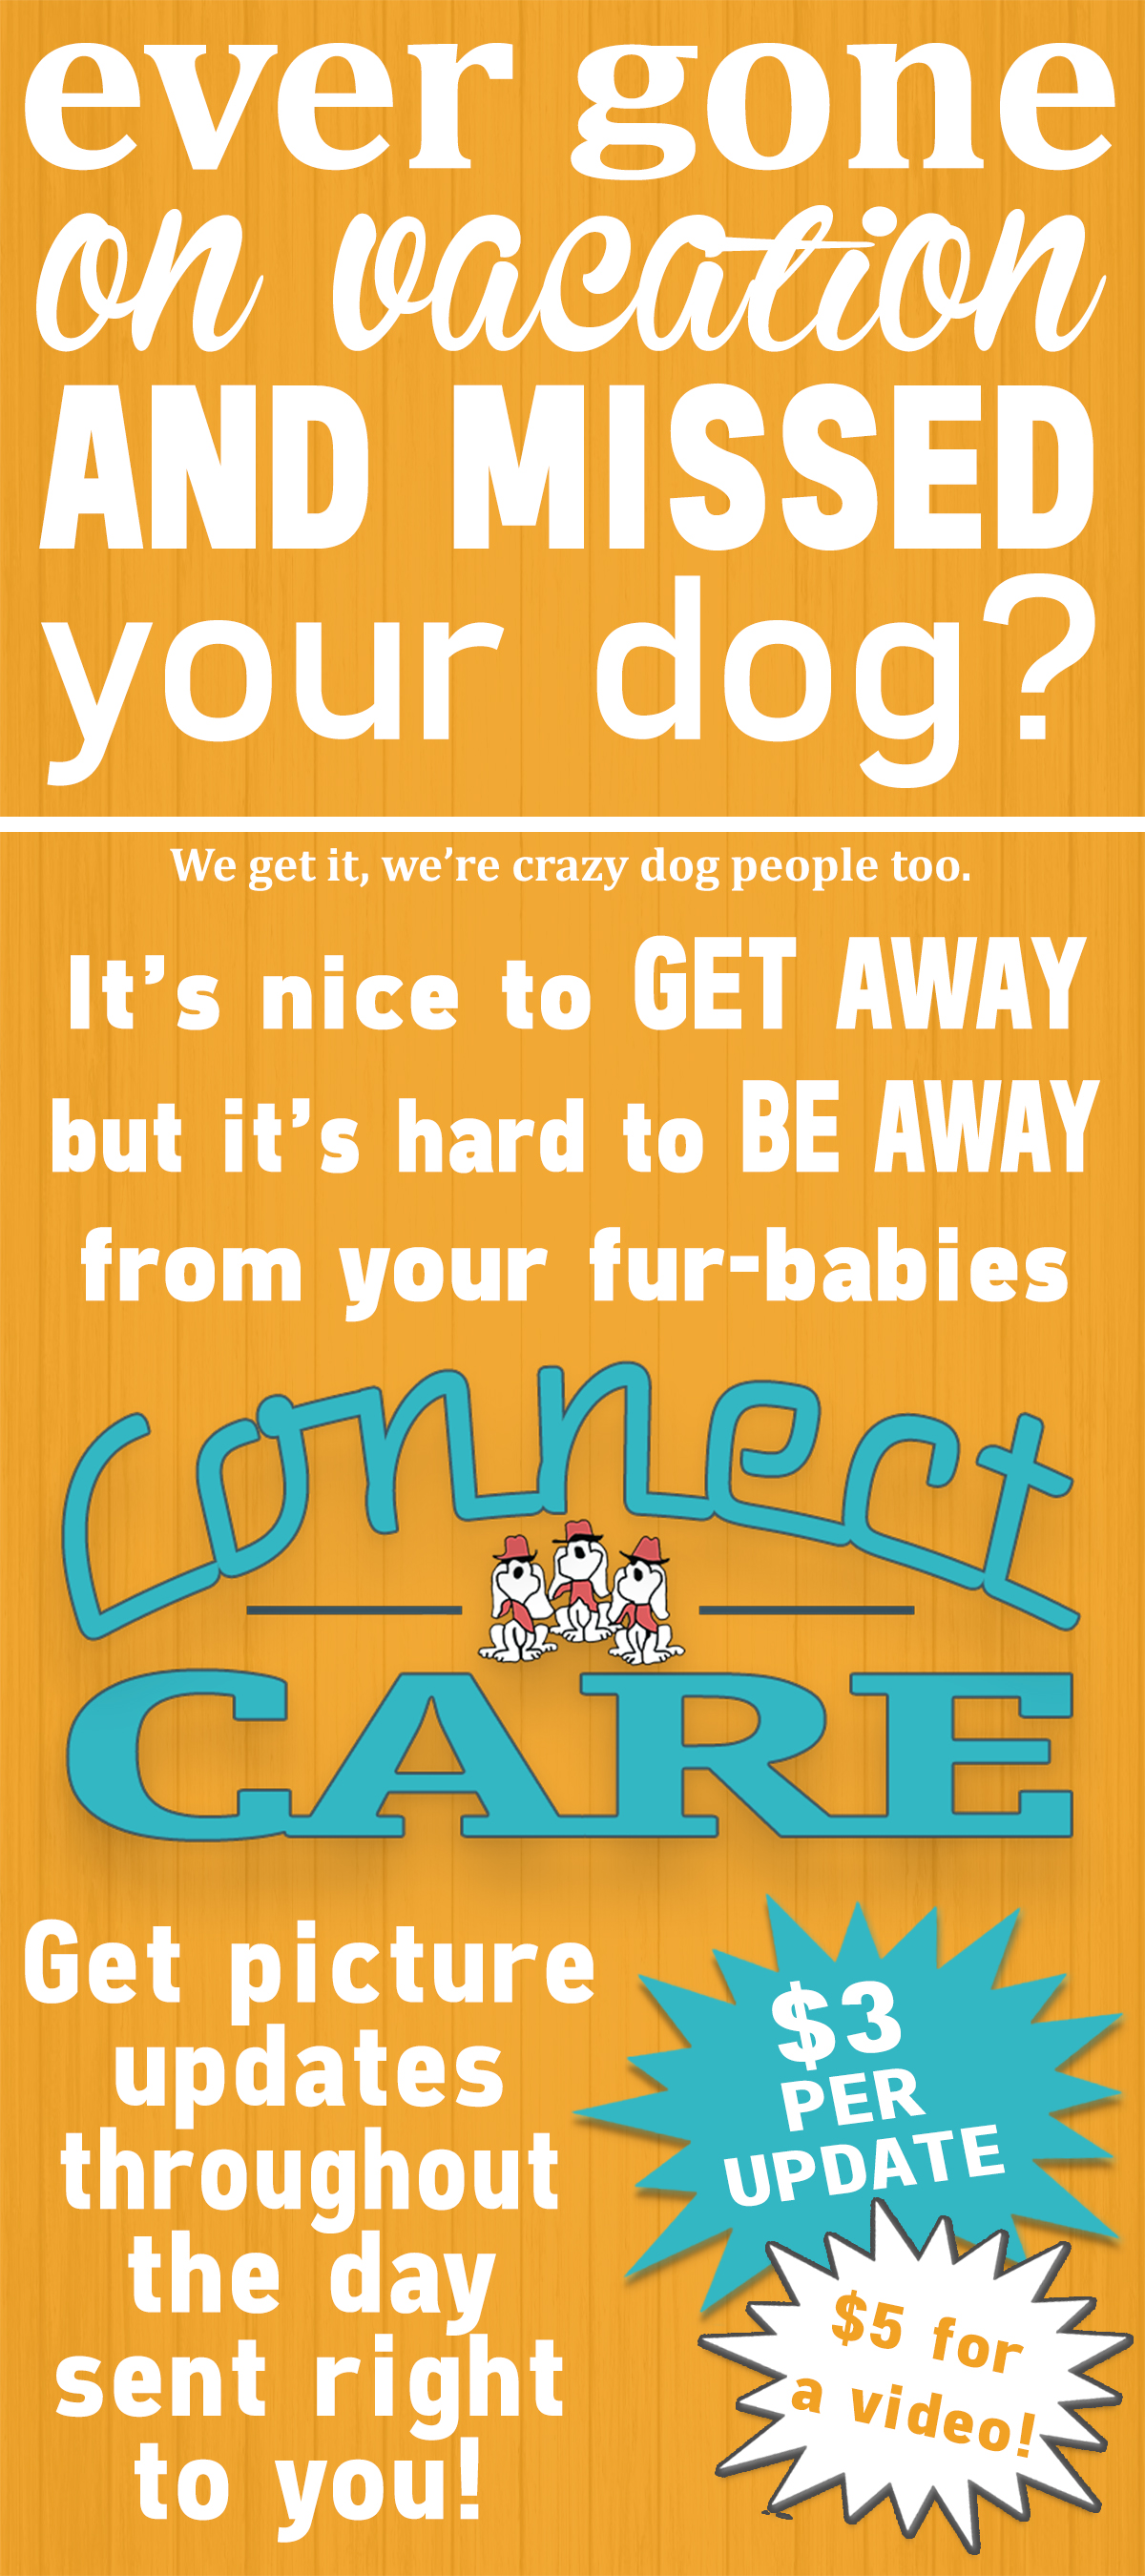 ever gone
on vacation
AND MISSED
your dog?
We get it, we’re crazy dog people too.
It’s nice to GET AWAY
but it’s hard to BE AWAY
from your fur-babies
Connect
CARE
Get picture
updates
throughout
the day
sent right
to you!
$3
PER
UPDATE
$5 for
a video!